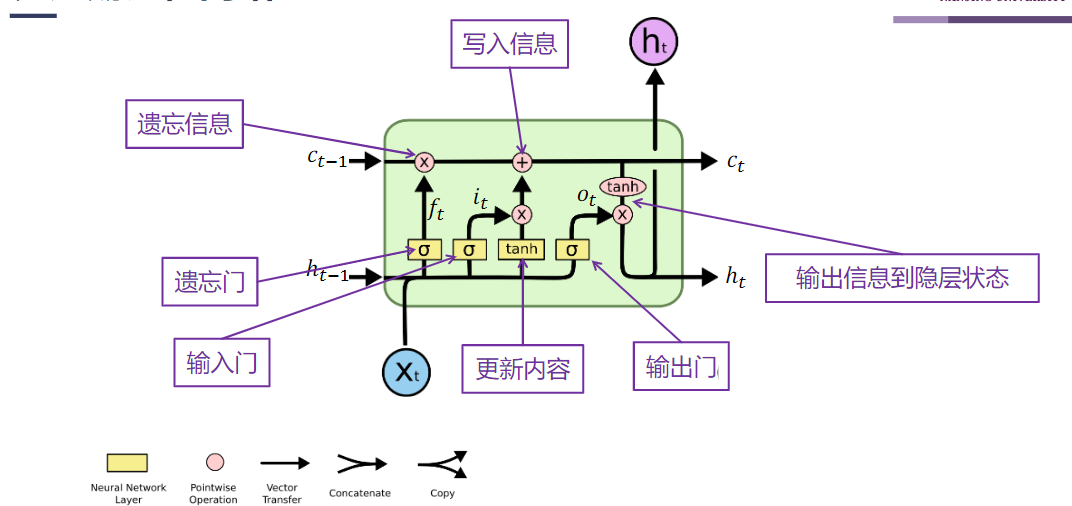 写入信息
h_t
遗忘信息
c_{t-1}
x
+
c_t
tanh
f_t
i_t
x
o_t
x
σ
σ
tanh
σ
遗忘门
h_{t-1}
h_t
输出信息到隐层状态
输入门
X_t
更新内容
输出门
Neural Network
Layer
Pointwise
Operation
Vector
Transfer
Concatenate
Copy